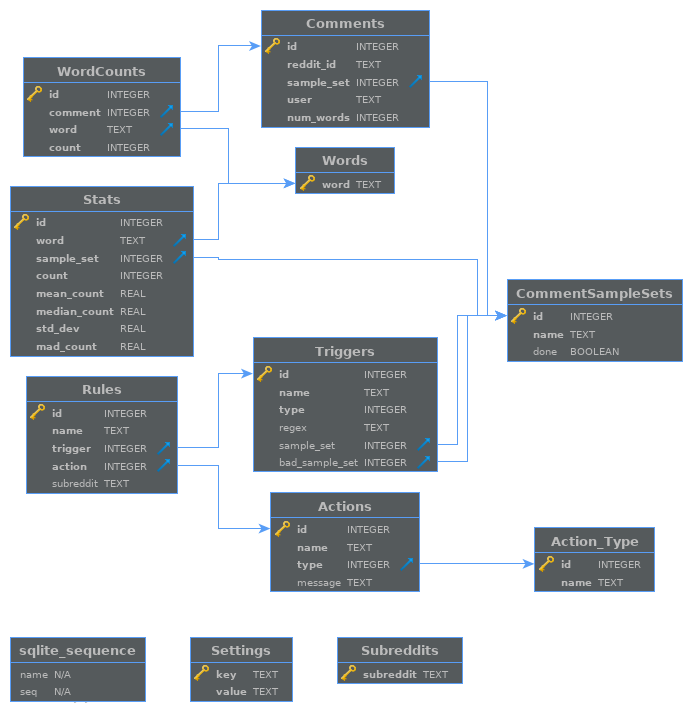 Comments
id INTEGER
reddit_id TEXT
sample_set INTEGER
user TEXT
num_words INTEGER
WordCounts
id INTEGER
comment INTEGER
word TEXT
count INTEGER
Words
word TEXT
Stats
id INTEGER
word TEXT
sample_set INTEGER
count INTEGER
mean_count REAL
median_count REAL
std_dev REAL
mad_count REAL
CommentSampleSets
id INTEGER
name TEXT
done BOOLEAN
Triggers
id INTEGER
name TEXT
type INTEGER
regex TEXT
sample_set INTEGER
bad_sample_set INTEGER
Rules
id INTEGER
name TEXT
trigger INTEGER
action INTEGER
subreddit TEXT
Actions
id INTEGER
name TEXT
type INTEGER
message TEXT
Action_Type
id INTEGER
name TEXT
sqlite_sequence
name N/A
seq N/A
Settings
key TEXT
value TEXT
Subreddits
subreddit TEXT